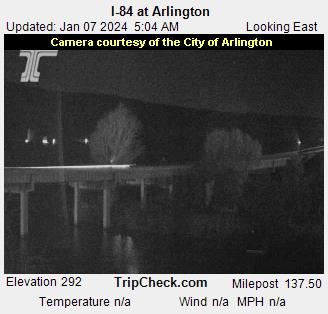 I-84 at Arlington
Updated: Jan 07 2024 5:04 AM Looking East
Camera courtesy of the City of Arlington
Elevation 292 TripCheck.com Milepost 137.50
Temperature n/a Wind n/a MPH n/a